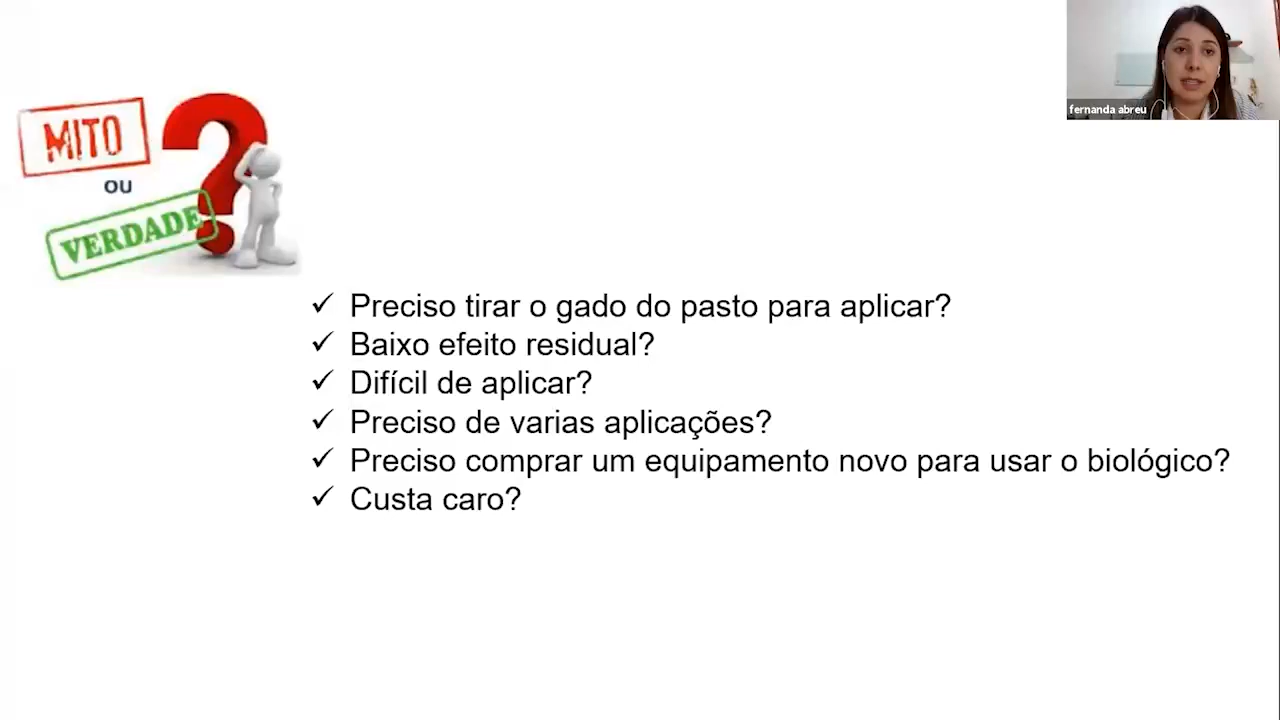 fernanda abreu
MITO
OU
VERDADE
✓ Preciso tirar o gado do pasto para aplicar?
✓ Baixo efeito residual?
✓ Difícil de aplicar?
✓ Preciso de varias aplicações?
✓ Preciso comprar um equipamento novo para usar o biológico?
✓ Custa caro?